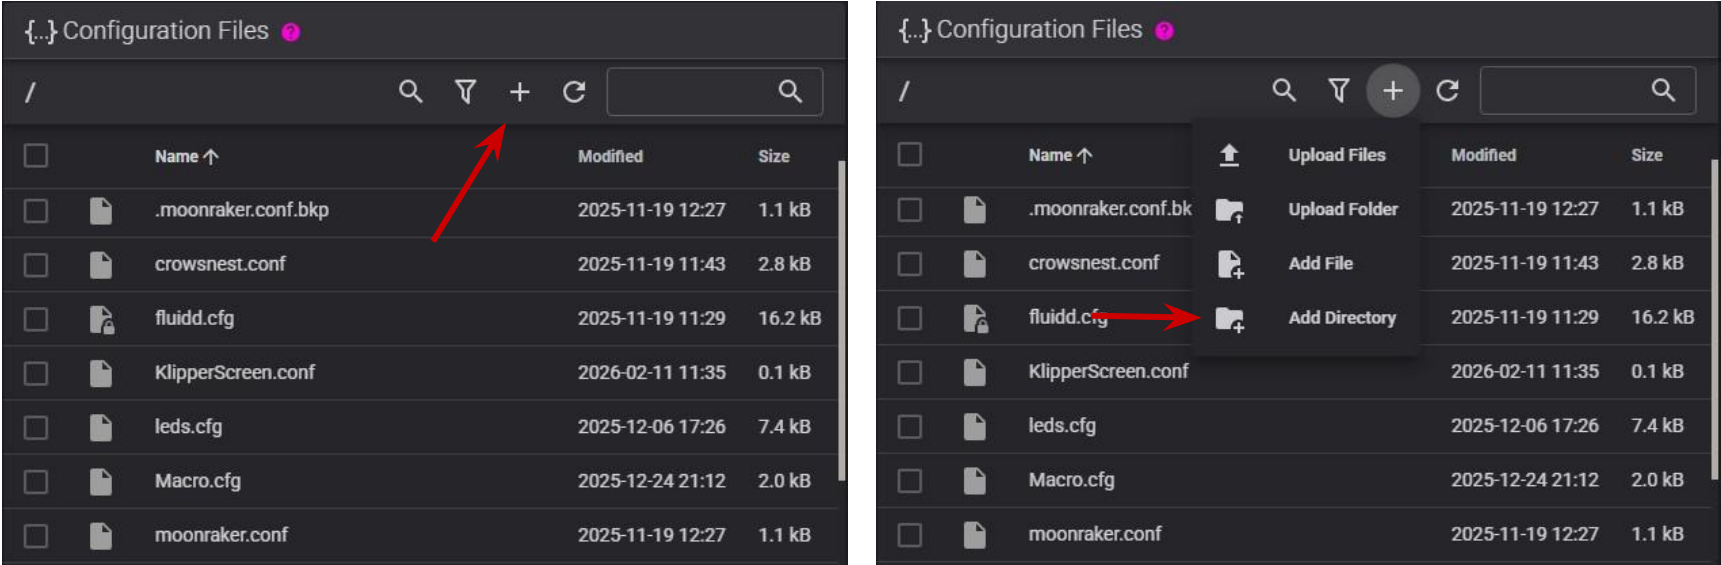 {...} Configuration Files ?
/
Name Modified Size
.moonraker.conf.bkp 2025-11-19 12:27 1.1 kB
crowsnest.conf 2025-11-19 11:43 2.8 kB
fluidd.cfg 2025-11-19 11:29 16.2 kB
KlipperScreen.conf 2026-02-11 11:35 0.1 kB
leds.cfg 2025-12-06 17:26 7.4 kB
Macro.cfg 2025-12-24 21:12 2.0 kB
moonraker.conf 2025-11-19 12:27 1.1 kB
{...} Configuration Files ?
/
Name Upload Files Modified Size
.moonraker.conf.bk Upload Folder 2025-11-19 12:27 1.1 kB
crowsnest.conf Add File 2025-11-19 11:43 2.8 kB
fluidd.cfg Add Directory 2025-11-19 11:29 16.2 kB
KlipperScreen.conf 2026-02-11 11:35 0.1 kB
leds.cfg 2025-12-06 17:26 7.4 kB
Macro.cfg 2025-12-24 21:12 2.0 kB
moonraker.conf 2025-11-19 12:27 1.1 kB